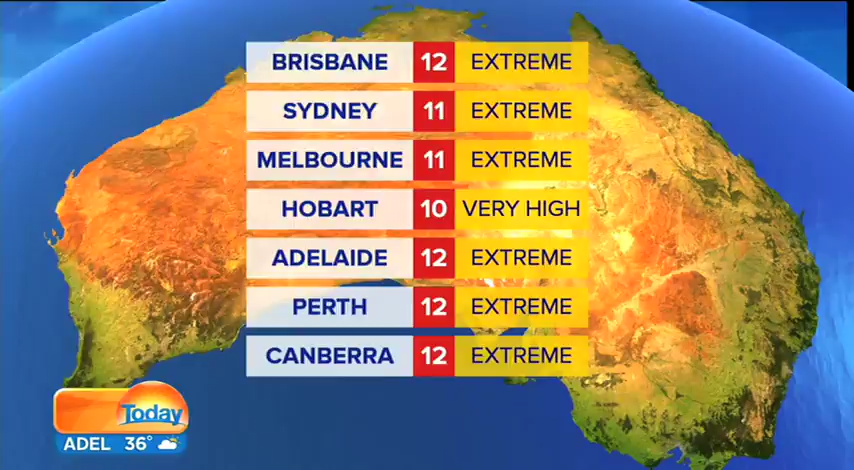 BRISBANE 12 EXTREME
SYDNEY 11 EXTREME
MELBOURNE 11 EXTREME
HOBART 10 VERY HIGH
ADELAIDE 12 EXTREME
PERTH 12 EXTREME
CANBERRA 12 EXTREME
Today
ADEL 36°